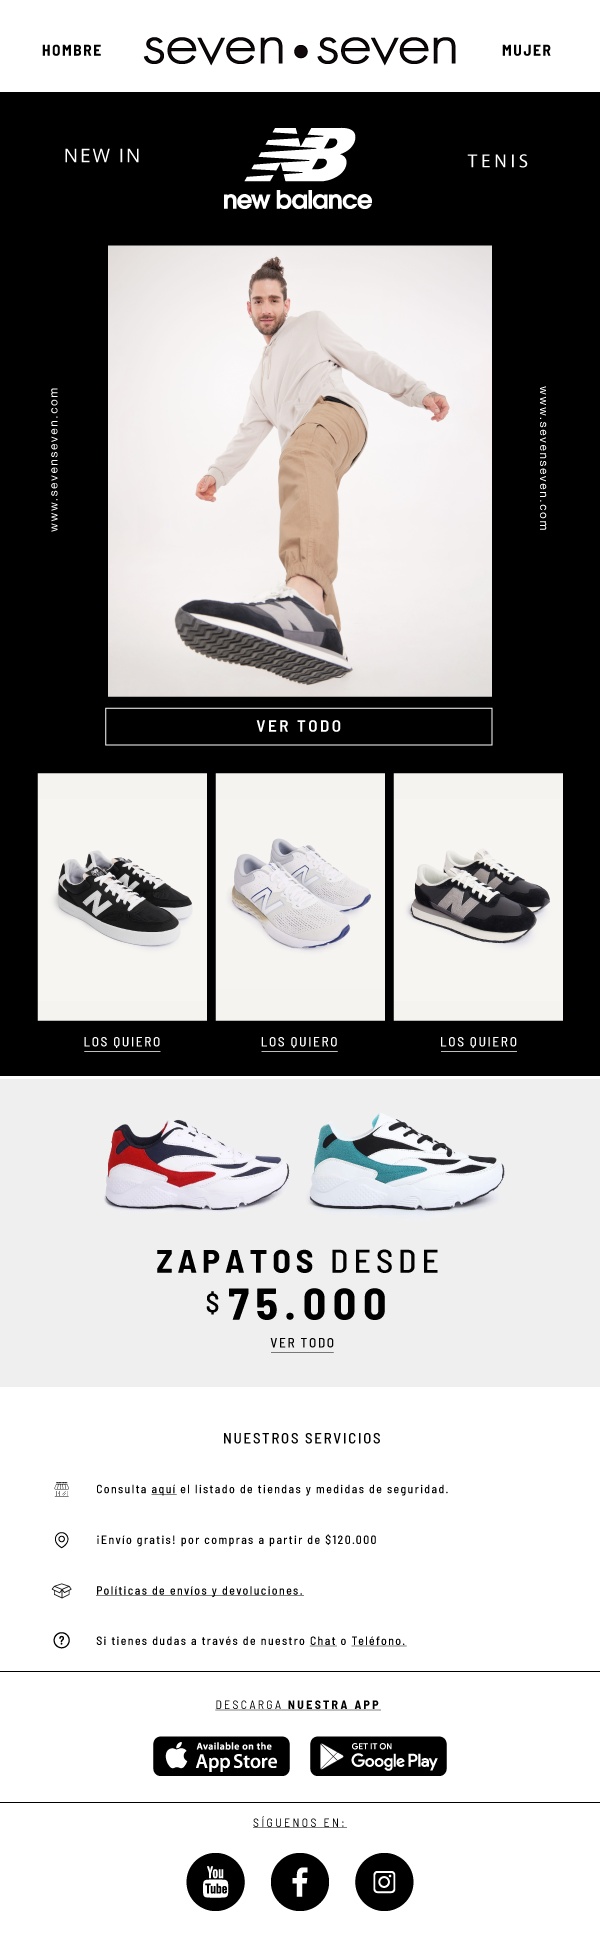 HOMBRE
seven•seven
MUJER
NEW IN
NB
new balance
TENIS
www.sevenseven.com
www.sevenseven.com
VER TODO
LOS QUIERO
LOS QUIERO
LOS QUIERO
ZAPATOS DESDE
$75.000
VER TODO
NUESTROS SERVICIOS
Consulta aquí el listado de tiendas y medidas de seguridad.
¡Envío gratis! por compras a partir de $120.000
Políticas de envíos y devoluciones.
Si tienes dudas a través de nuestro Chat o Teléfono.
DESCARGA NUESTRA APP
Available on the
App Store
GET IT ON
Google Play
SÍGUENOS EN:
You
Tube